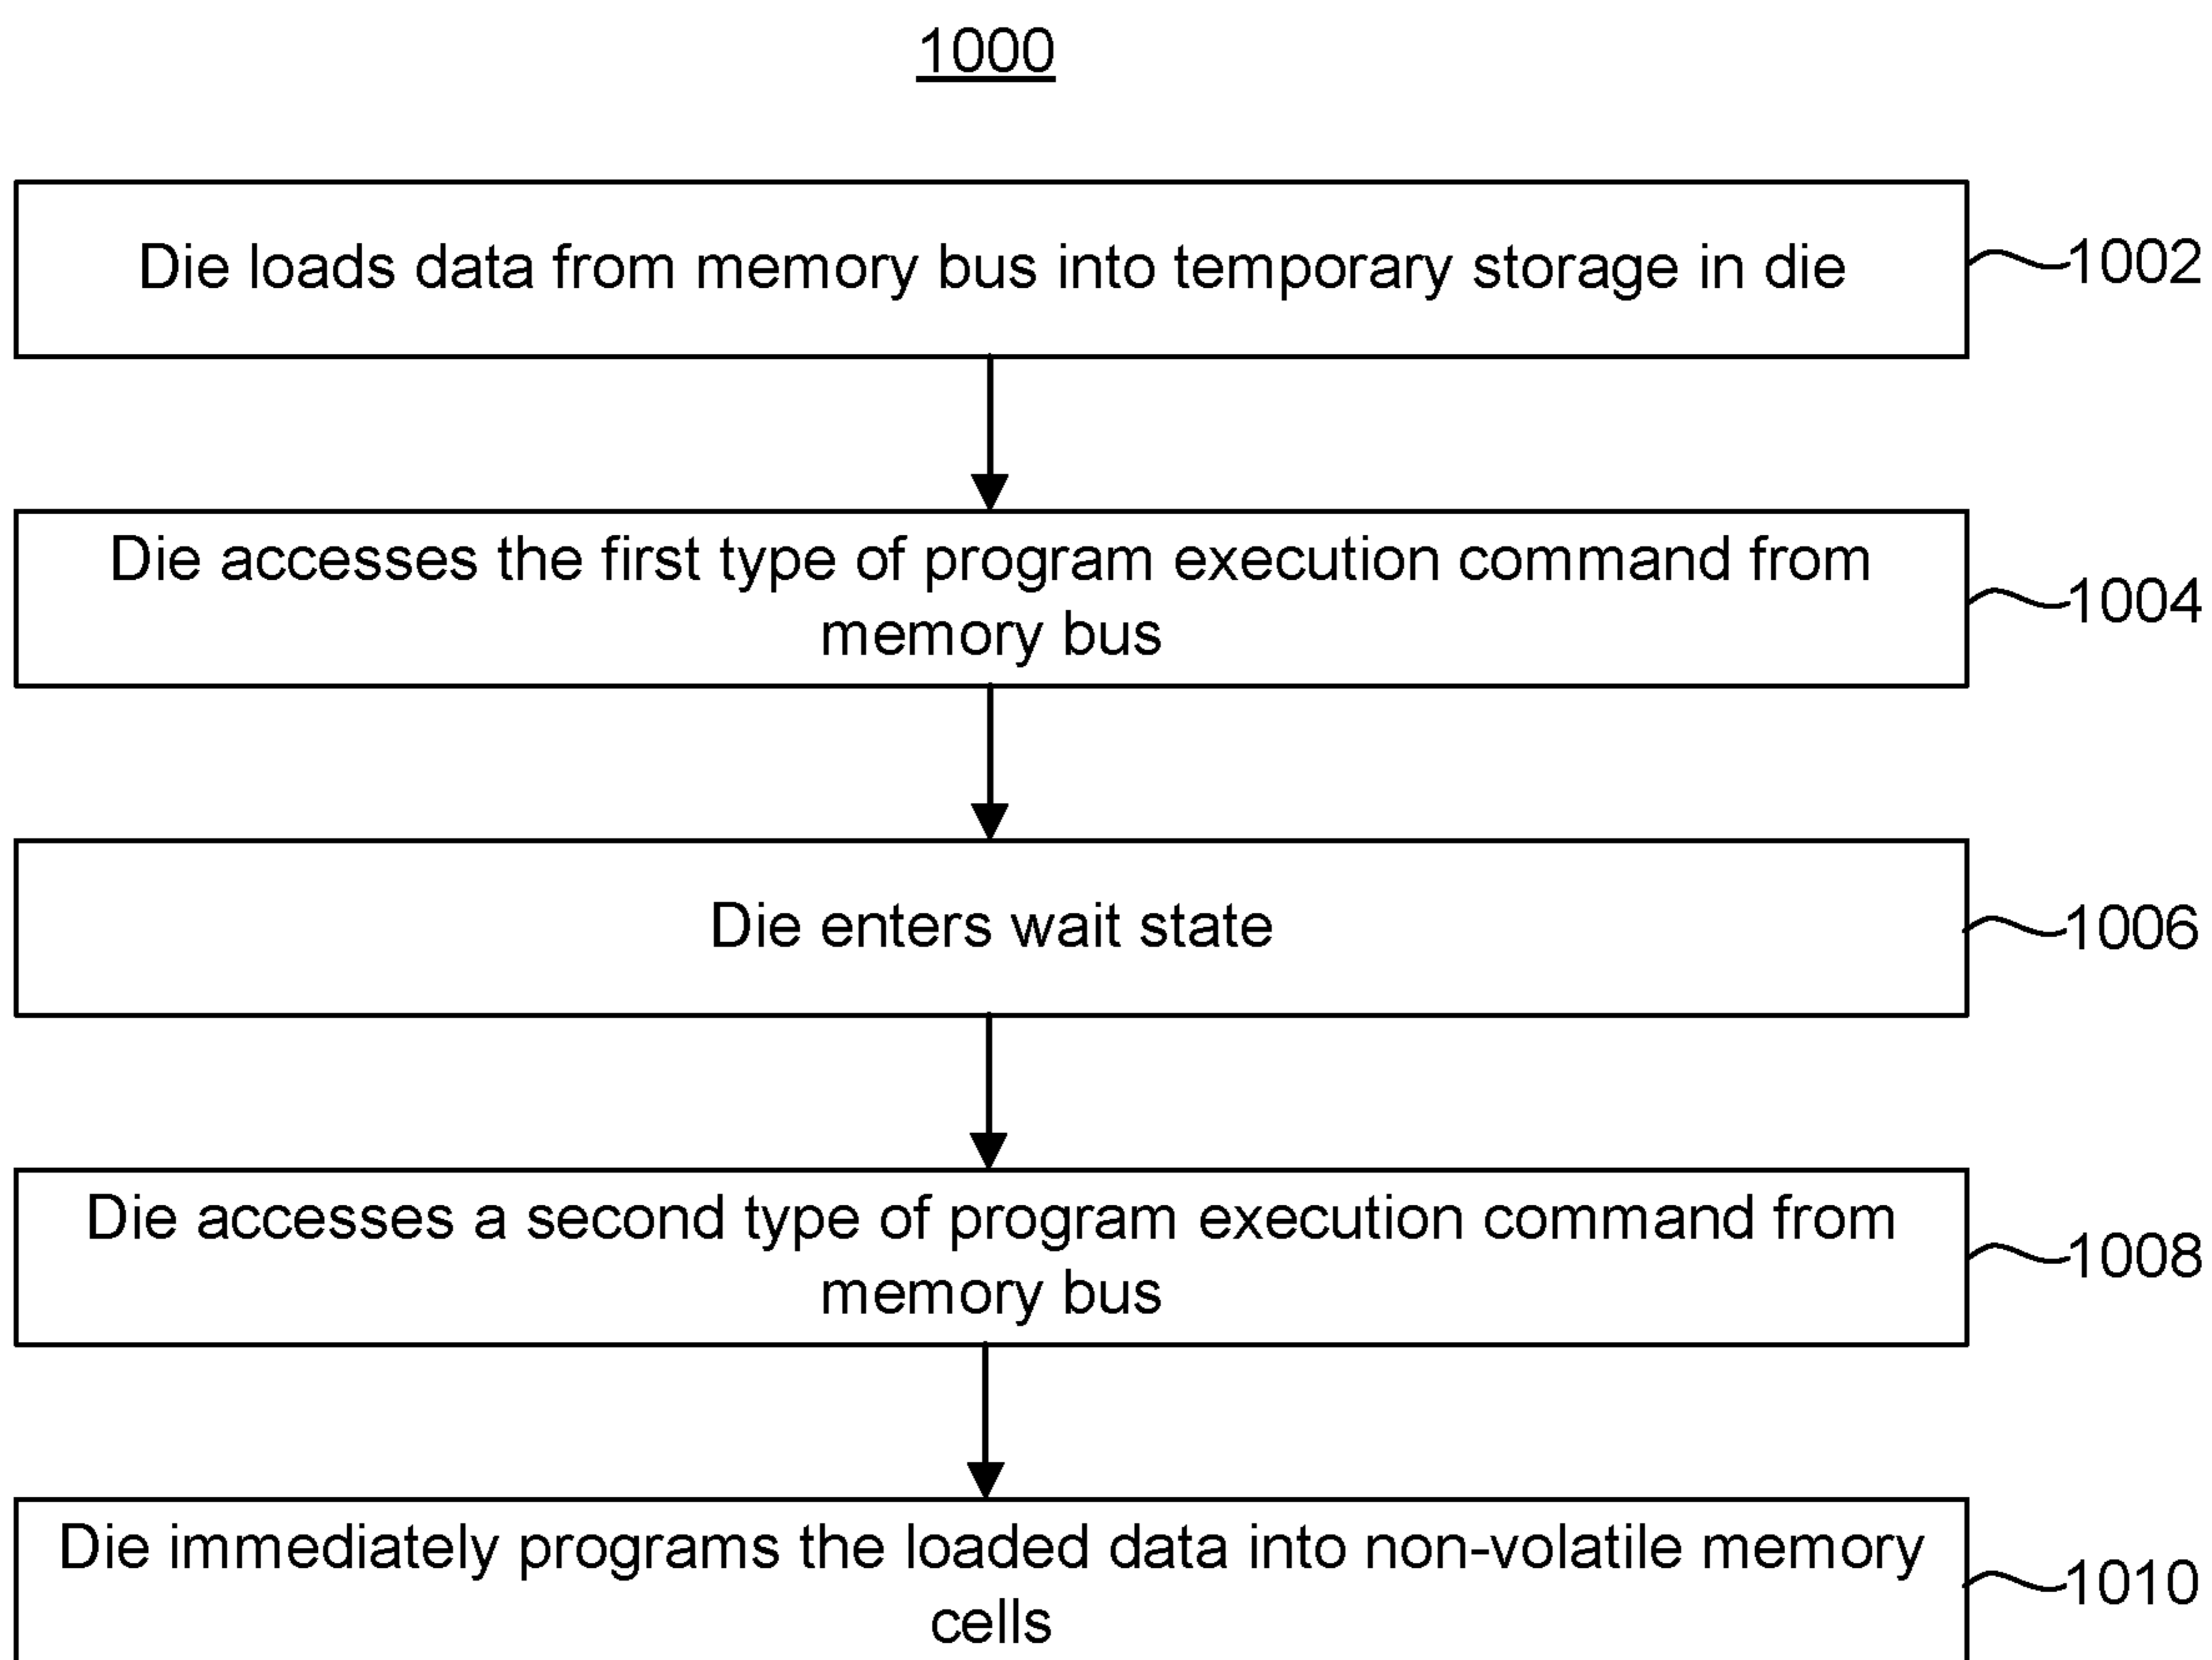 1000
Die loads data from memory bus into temporary storage in die
1002
Die accesses the first type of program execution command from
memory bus
1004
Die enters wait state
1006
Die accesses a second type of program execution command from
memory bus
1008
Die immediately programs the loaded data into non-volatile memory
cells
1010